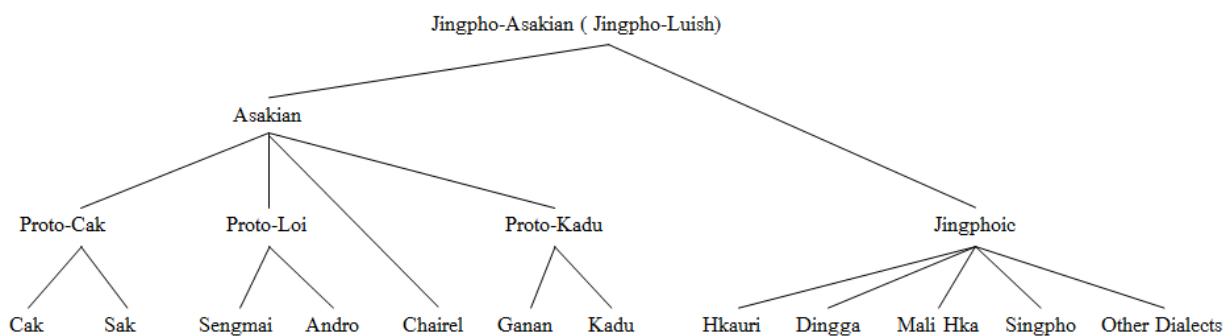 Jingpho-Asakian ( Jingpho-Luish)
Asakian
Proto-Cak Proto-Loi Proto-Kadu Jingphoic
Cak Sak Sengmai Andro Chairel Ganan Kadu Hkauri Dingga Mali Hka Singpho Other Dialects